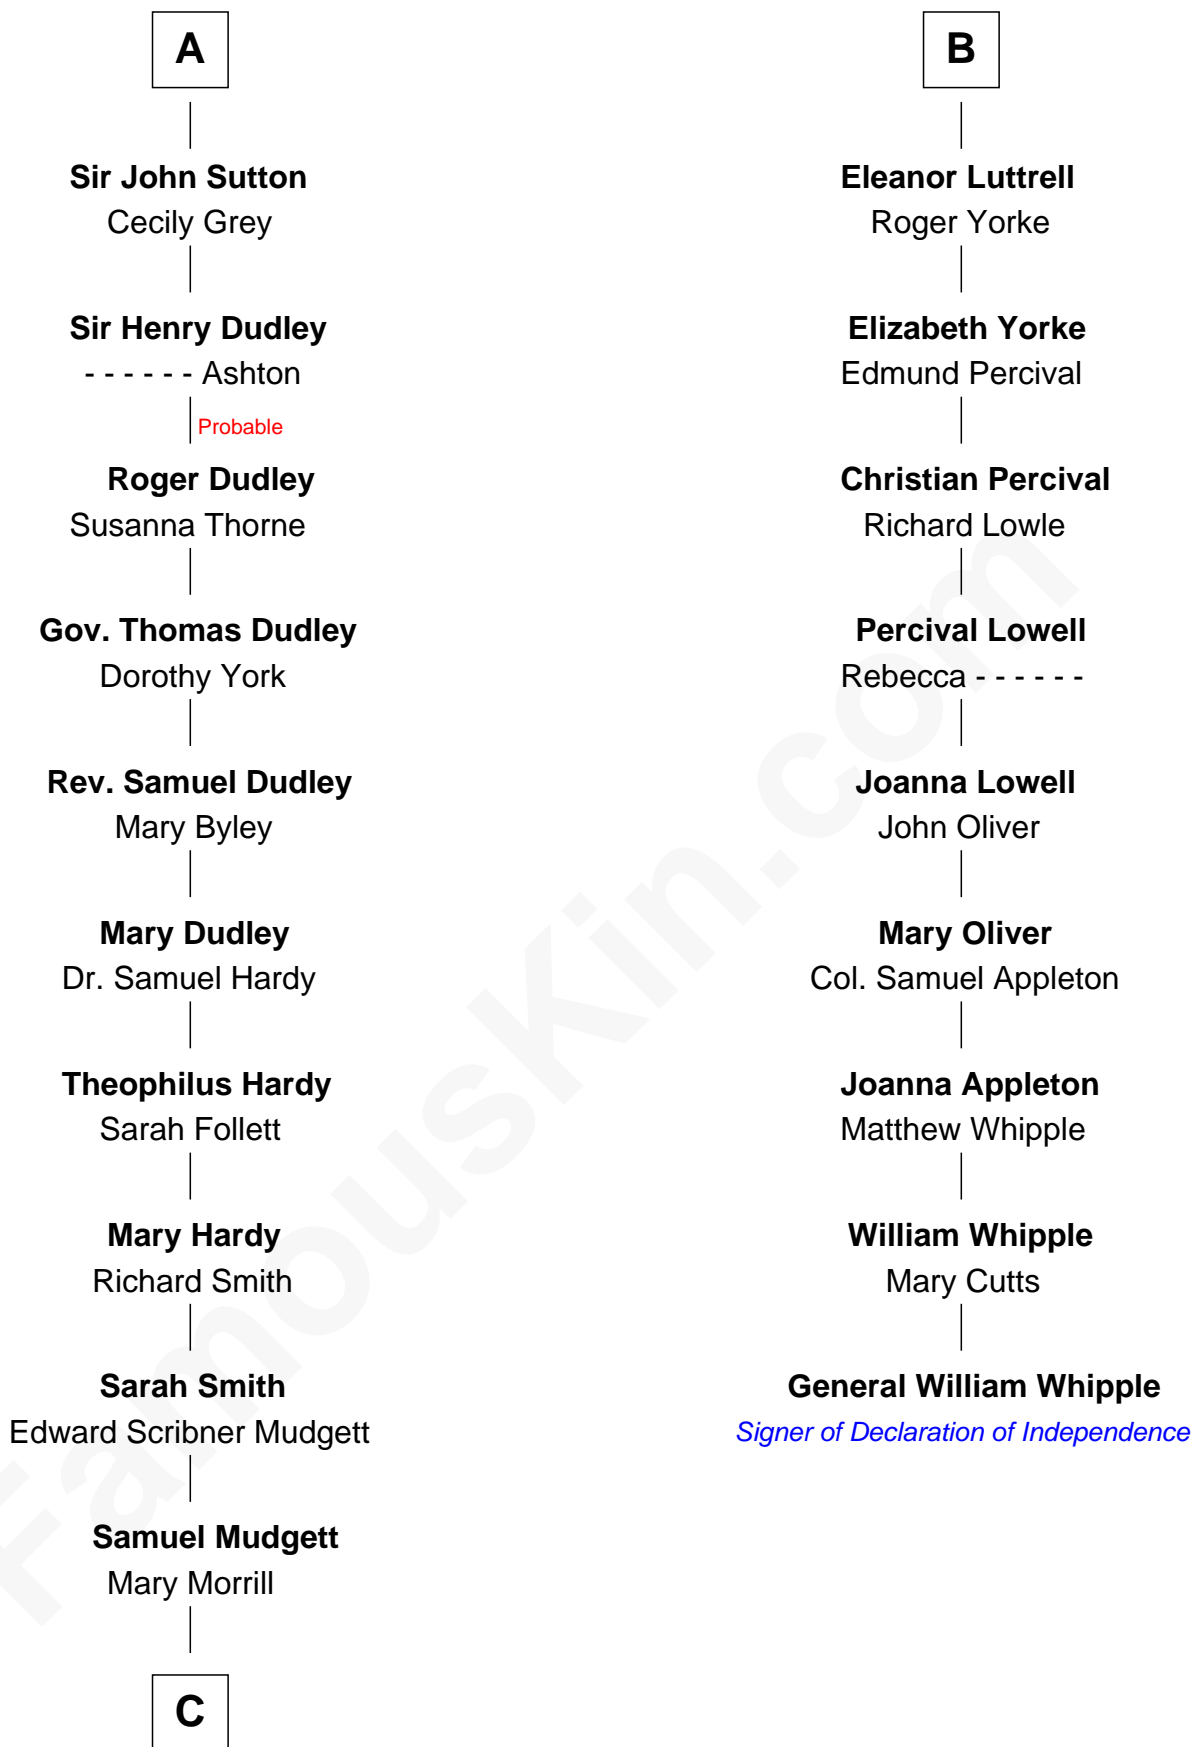 A
Sir John Sutton
Cecily Grey
Sir Henry Dudley
- - - - - - Ashton
Probable
Roger Dudley
Susanna Thorne
Gov. Thomas Dudley
Dorothy York
Rev. Samuel Dudley
Mary Byley
Mary Dudley
Dr. Samuel Hardy
Theophilus Hardy
Sarah Follett
Mary Hardy
Richard Smith
Sarah Smith
Edward Scribner Mudgett
Samuel Mudgett
Mary Morrill
C
B
Eleanor Luttrell
Roger Yorke
Elizabeth Yorke
Edmund Percival
Christian Percival
Richard Lowle
Percival Lowell
Rebecca - - - - - -
Joanna Lowell
John Oliver
Mary Oliver
Col. Samuel Appleton
Joanna Appleton
Matthew Whipple
William Whipple
Mary Cutts
General William Whipple
Signer of Declaration of Independence
FamousKin.com